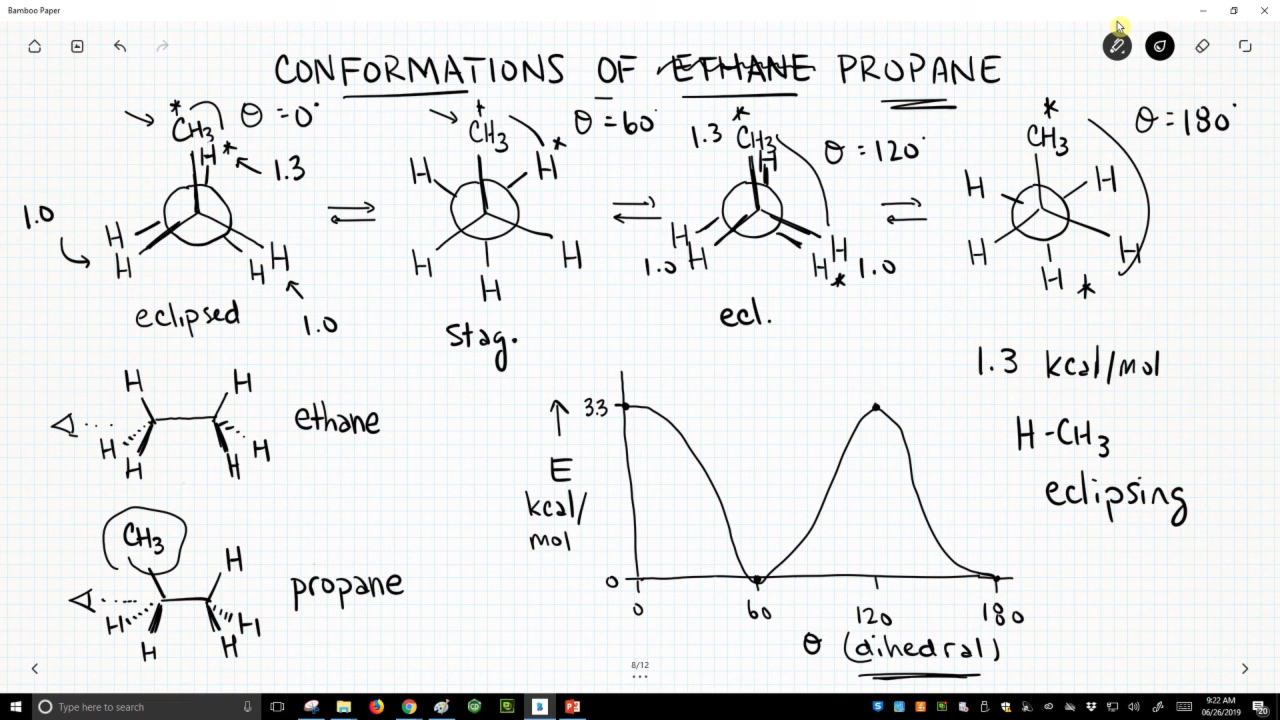 Bamboo Paper
CONFORMATIONS OF ETHANE PROPANE
* CH3 θ = 0°
H * 1.3
1.0
H H H H
1.0
eclipsed
* CH3 θ = 60°
H H *
H H
H
stag.
1.3 * CH3 θ = 120°
H
H H
1.0 H H * 1.0
ecl.
* CH3 θ = 180°
H H
H H
H *
H H
H H H H
ethane
CH3
H
H H
H H
propane
3.3
E
kcal/
mol
0
0 60 120 180
θ (dihedral)
1.3 kcal/mol
H-CH3
eclipsing
8/12
Type here to search
9:22 AM
06/26/2019
20